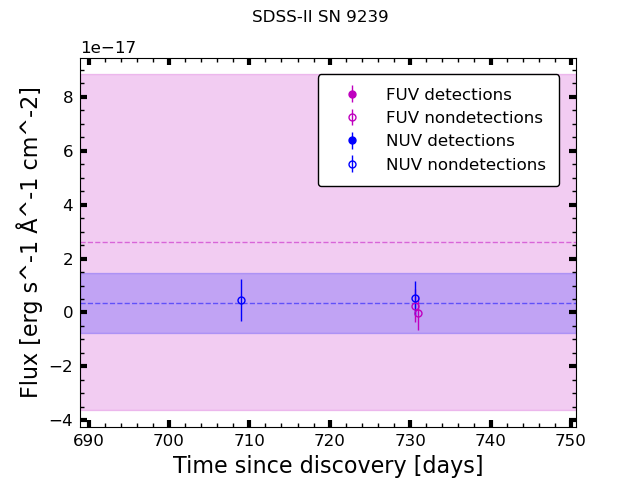 SDSS-II SN 9239
1e−17
FUV detections
FUV nondetections
NUV detections
NUV nondetections
8
6
4
2
0
−2
−4
Flux [erg s^-1 Å^-1 cm^-2]
690 700 710 720 730 740 750
Time since discovery [days]